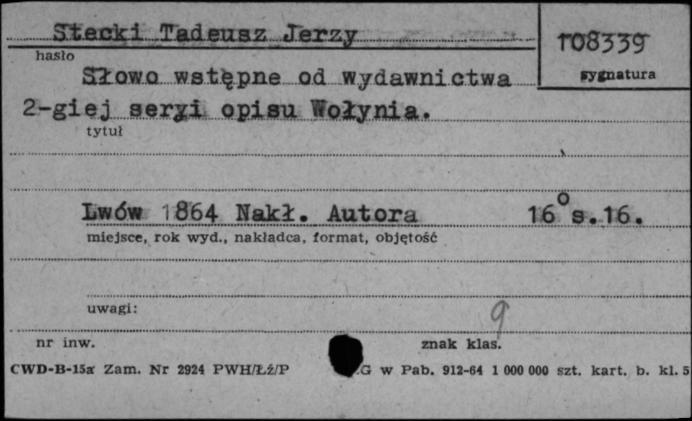 Stecki Tadeusz Jerzy
108339
hasło
sygnatura
Słowo wstępne od wydawnictwa
2-giej seryi opisu Wołynia.
tytuł
Lwów 1864 Nakł. Autora 16° s.16.
miejsce, rok wyd., nakładca, format, objętość
uwagi:
9
nr inw.
znak klas.
CWD-B-15a Zam. Nr 2924 PWH/Łź/P .G w Pab. 912-64 1 000 000 szt. kart. b. kl. 5